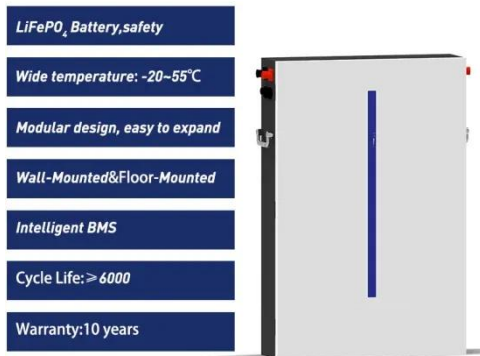 LiFePO₄ Battery,safety
Wide temperature: -20~55℃
Modular design, easy to expand
Wall-Mounted&Floor-Mounted
Intelligent BMS
Cycle Life:≥6000
Warranty:10 years